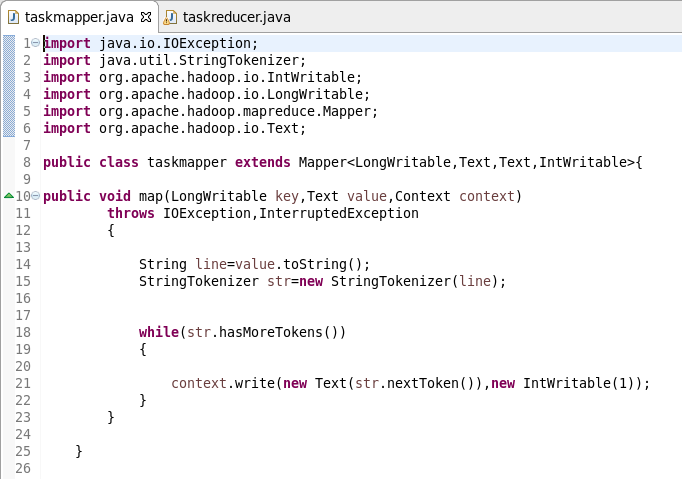 taskmapper.java taskreducer.java
1 import java.io.IOException;
2 import java.util.StringTokenizer;
3 import org.apache.hadoop.io.IntWritable;
4 import org.apache.hadoop.io.LongWritable;
5 import org.apache.hadoop.mapreduce.Mapper;
6 import org.apache.hadoop.io.Text;
7
8 public class taskmapper extends Mapper<LongWritable,Text,Text,IntWritable>{
9
10 public void map(LongWritable key,Text value,Context context)
11 throws IOException,InterruptedException
12 {
13
14 String line=value.toString();
15 StringTokenizer str=new StringTokenizer(line);
16
17
18 while(str.hasMoreTokens())
19 {
20
21 context.write(new Text(str.nextToken()),new IntWritable(1));
22 }
23 }
24
25 }
26